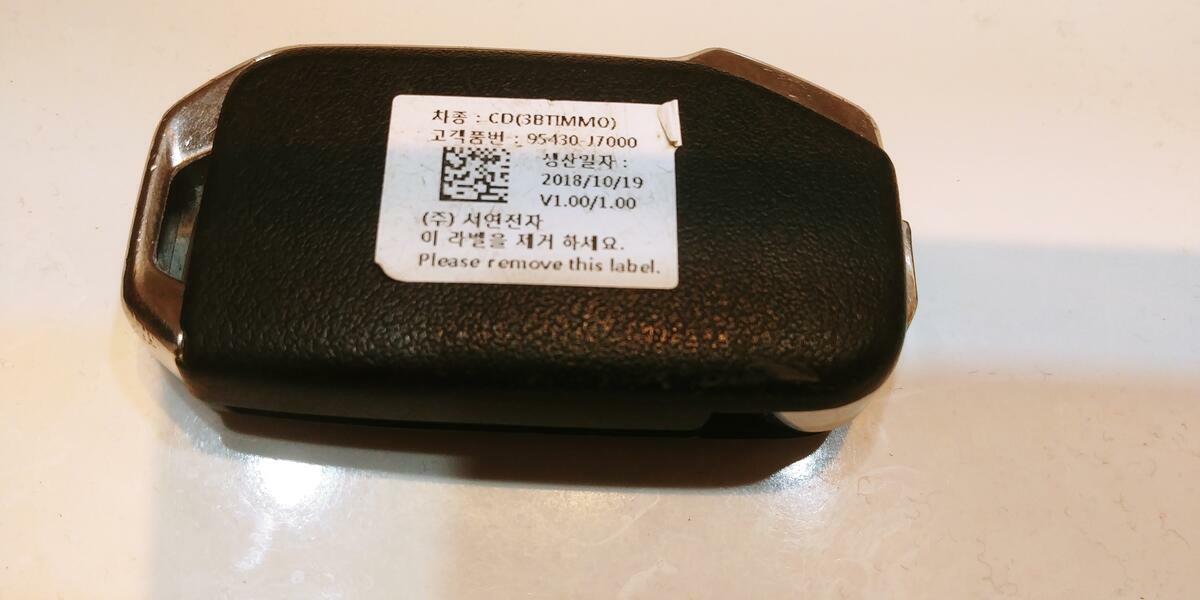 차종 : CD(3BTIMMO)
고객품번 : 95430-J7000
생산일자 :
2018/10/19
V1.00/1.00
(주) 서연전자
이 라벨을 제거 하세요.
Please remove this label.